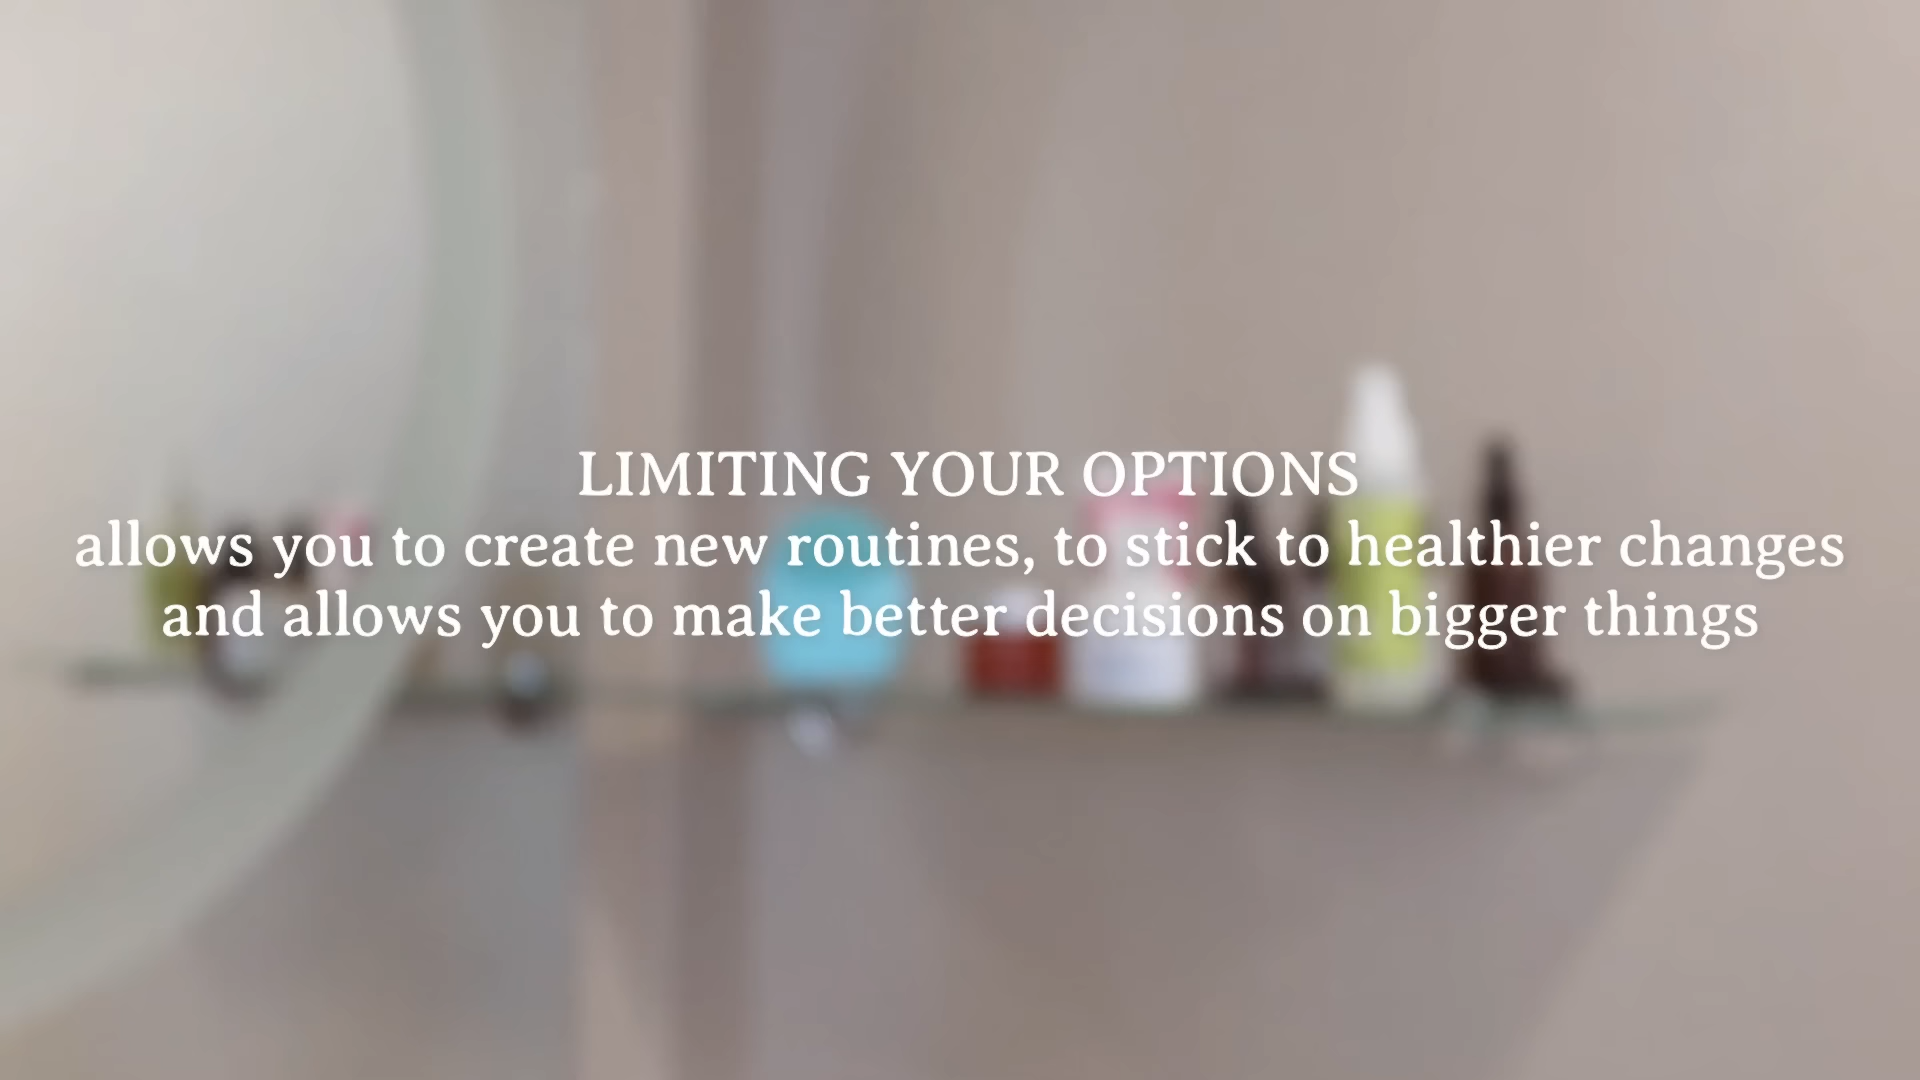 LIMITING YOUR OPTIONS
allows you to create new routines, to stick to healthier changes
and allows you to make better decisions on bigger things